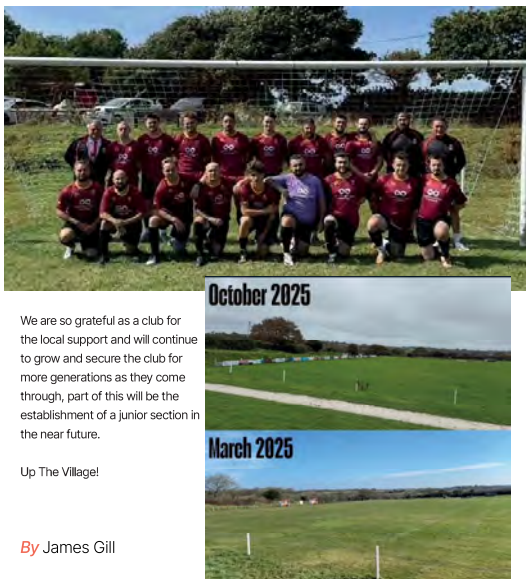 October 2025
We are so grateful as a club for
the local support and will continue
to grow and secure the club for
more generations as they come
through, part of this will be the
establishment of a junior section in
the near future.
Up The Village!
March 2025
By James Gill